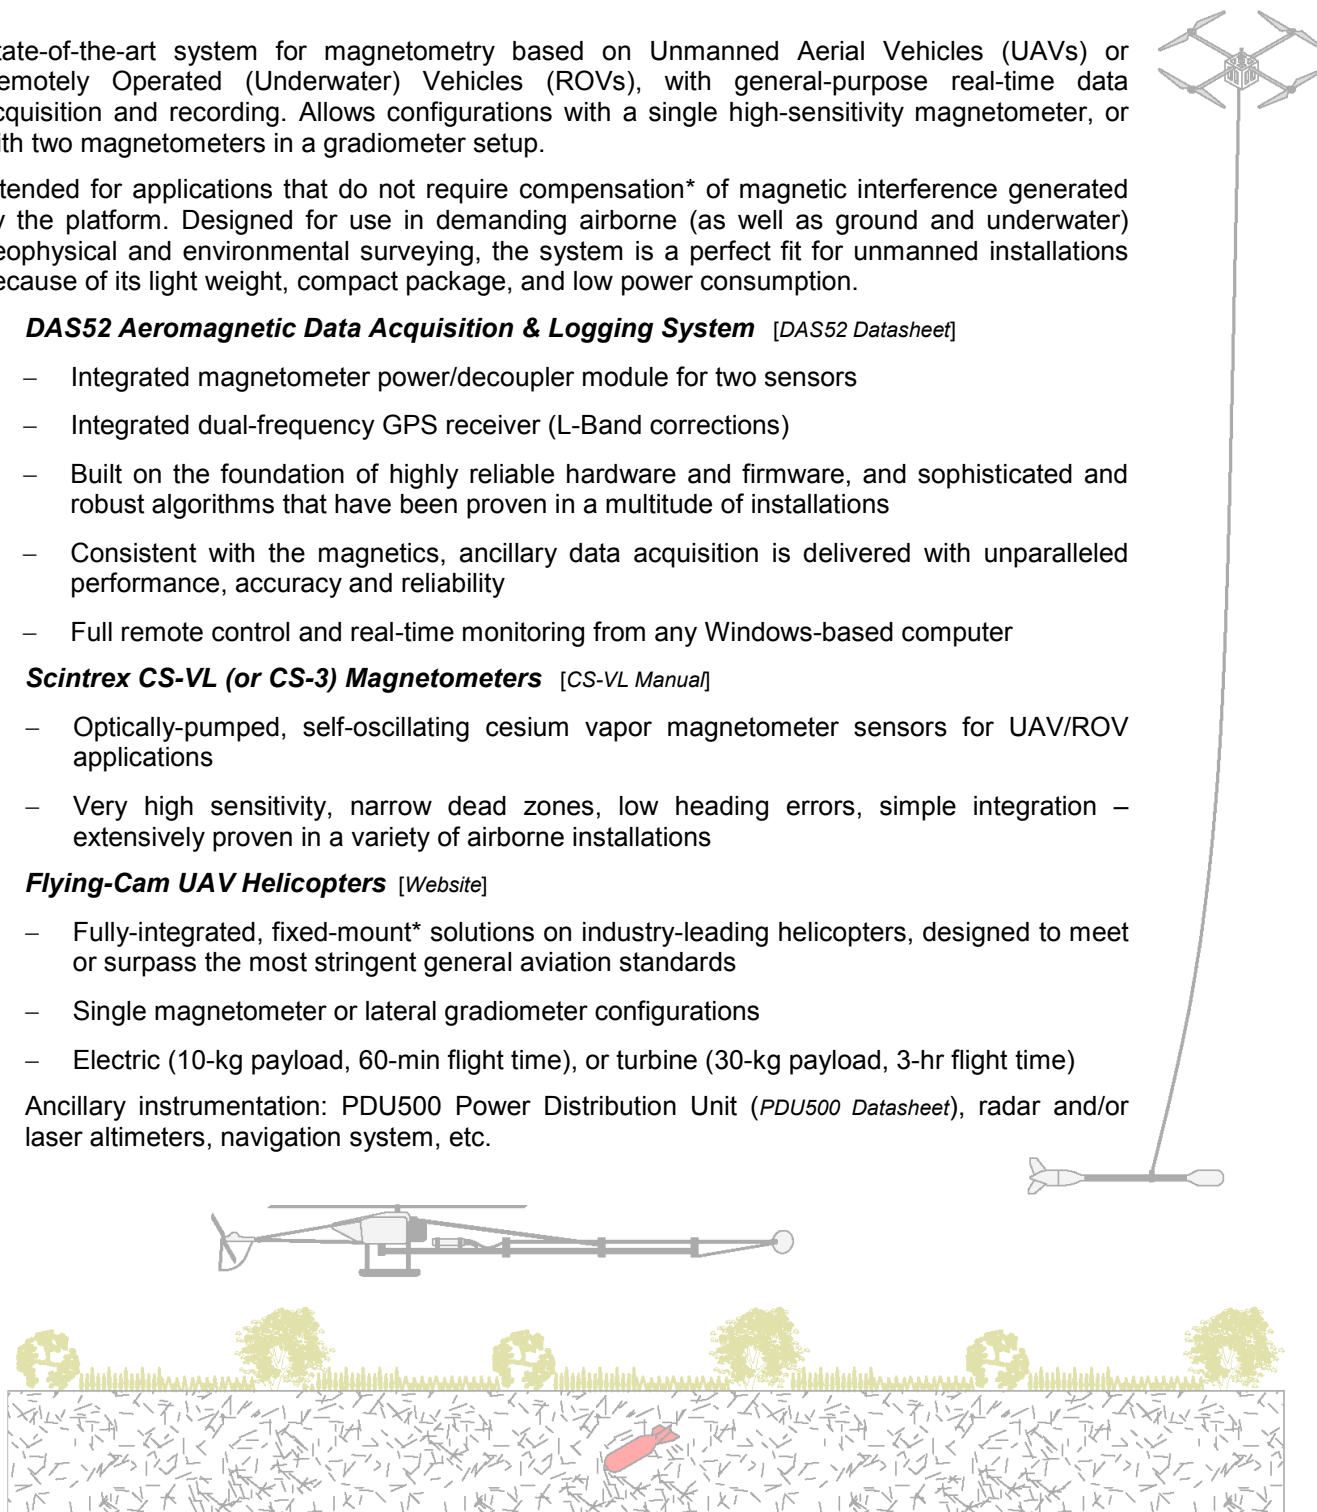 tate-of-the-art system for magnetometry based on Unmanned Aerial Vehicles (UAVs) or
emotely Operated (Underwater) Vehicles (ROVs), with general-purpose real-time data
cquisition and recording. Allows configurations with a single high-sensitivity magnetometer, or
ith two magnetometers in a gradiometer setup.
tended for applications that do not require compensation* of magnetic interference generated
y the platform. Designed for use in demanding airborne (as well as ground and underwater)
eophysical and environmental surveying, the system is a perfect fit for unmanned installations
ecause of its light weight, compact package, and low power consumption.
DAS52 Aeromagnetic Data Acquisition & Logging System [DAS52 Datasheet]
– Integrated magnetometer power/decoupler module for two sensors
– Integrated dual-frequency GPS receiver (L-Band corrections)
– Built on the foundation of highly reliable hardware and firmware, and sophisticated and
robust algorithms that have been proven in a multitude of installations
– Consistent with the magnetics, ancillary data acquisition is delivered with unparalleled
performance, accuracy and reliability
– Full remote control and real-time monitoring from any Windows-based computer
Scintrex CS-VL (or CS-3) Magnetometers [CS-VL Manual]
– Optically-pumped, self-oscillating cesium vapor magnetometer sensors for UAV/ROV
applications
– Very high sensitivity, narrow dead zones, low heading errors, simple integration –
extensively proven in a variety of airborne installations
Flying-Cam UAV Helicopters [Website]
– Fully-integrated, fixed-mount* solutions on industry-leading helicopters, designed to meet
or surpass the most stringent general aviation standards
– Single magnetometer or lateral gradiometer configurations
– Electric (10-kg payload, 60-min flight time), or turbine (30-kg payload, 3-hr flight time)
Ancillary instrumentation: PDU500 Power Distribution Unit (PDU500 Datasheet), radar and/or
laser altimeters, navigation system, etc.